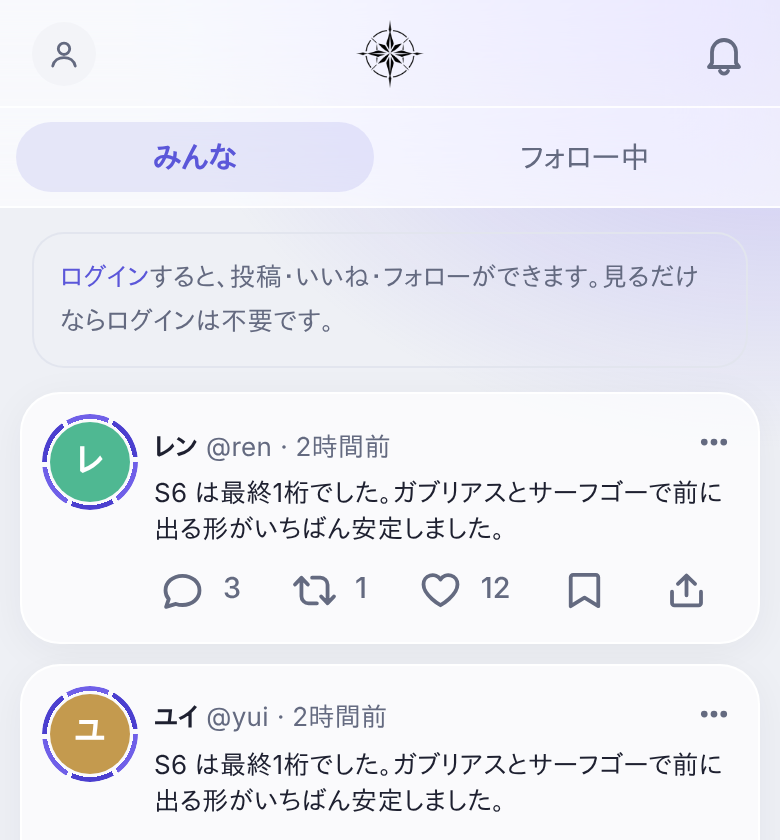 みんな
フォロー中
ログインすると、投稿·いいね·フォローができます。見るだけ
ならログインは不要です。
レ
レン @ren · 2時間前
S6 は最終1桁でした。ガブリアスとサーフゴーで前に
出る形がいちばん安定しました。
3 1 12
ユ
ユイ @yui · 2時間前
S6 は最終1桁でした。ガブリアスとサーフゴーで前に
出る形がいちばん安定しました。